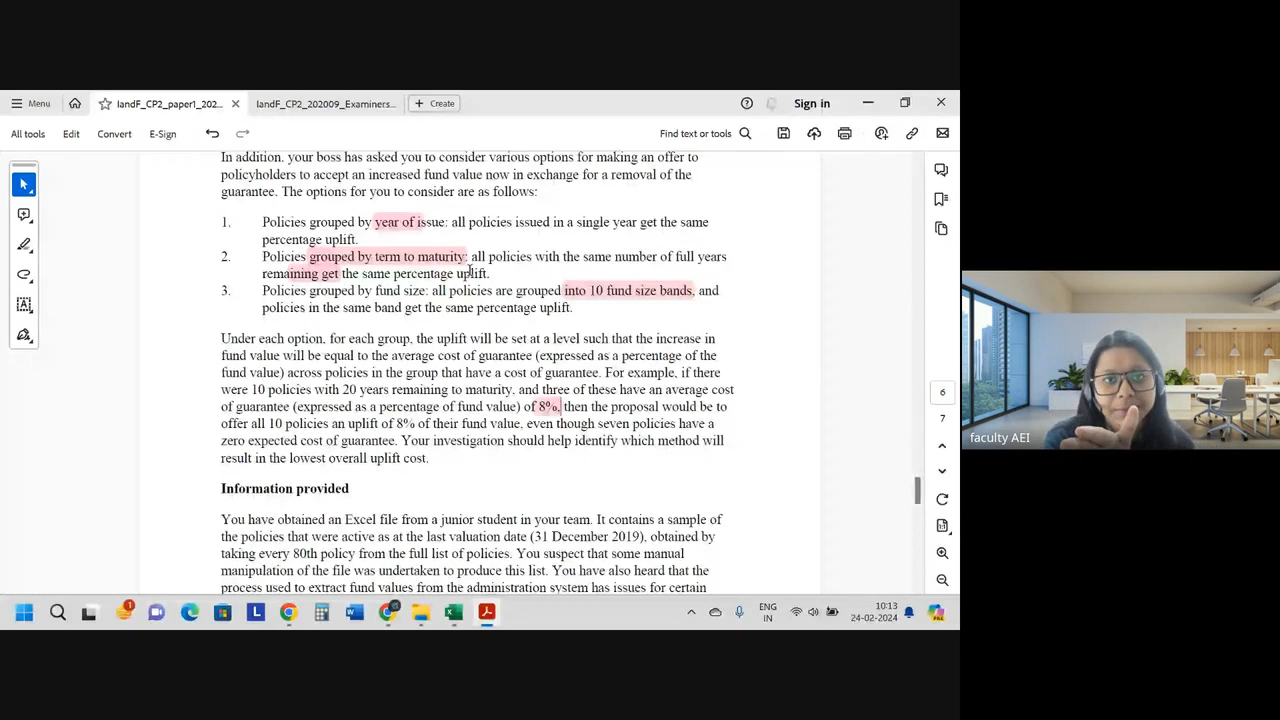 Menu
IandF_CP2_paper1_202...
IandF_CP2_202009_Examiners...
Create
Sign in
All tools
Edit
Convert
E-Sign
Find text or tools
In addition, your boss has asked you to consider various options for making an offer to
policyholders to accept an increased fund value now in exchange for a removal of the
guarantee. The options for you to consider are as follows:
1. Policies grouped by year of issue: all policies issued in a single year get the same
percentage uplift.
2. Policies grouped by term to maturity: all policies with the same number of full years
remaining get the same percentage uplift.
3. Policies grouped by fund size: all policies are grouped into 10 fund size bands, and
policies in the same band get the same percentage uplift.
Under each option, for each group, the uplift will be set at a level such that the increase in
fund value will be equal to the average cost of guarantee (expressed as a percentage of the
fund value) across policies in the group that have a cost of guarantee. For example, if there
were 10 policies with 20 years remaining to maturity, and three of these have an average cost
of guarantee (expressed as a percentage of fund value) of 8%, then the proposal would be to
offer all 10 policies an uplift of 8% of their fund value, even though seven policies have a
zero expected cost of guarantee. Your investigation should help identify which method will
result in the lowest overall uplift cost.
Information provided
You have obtained an Excel file from a junior student in your team. It contains a sample of
the policies that were active as at the last valuation date (31 December 2019), obtained by
taking every 80th policy from the full list of policies. You suspect that some manual
manipulation of the file was undertaken to produce this list. You have also heard that the
process used to extract fund values from the administration system has issues for certain
6
7
faculty AEI
1
L
ENG
IN
10:13
24-02-2024